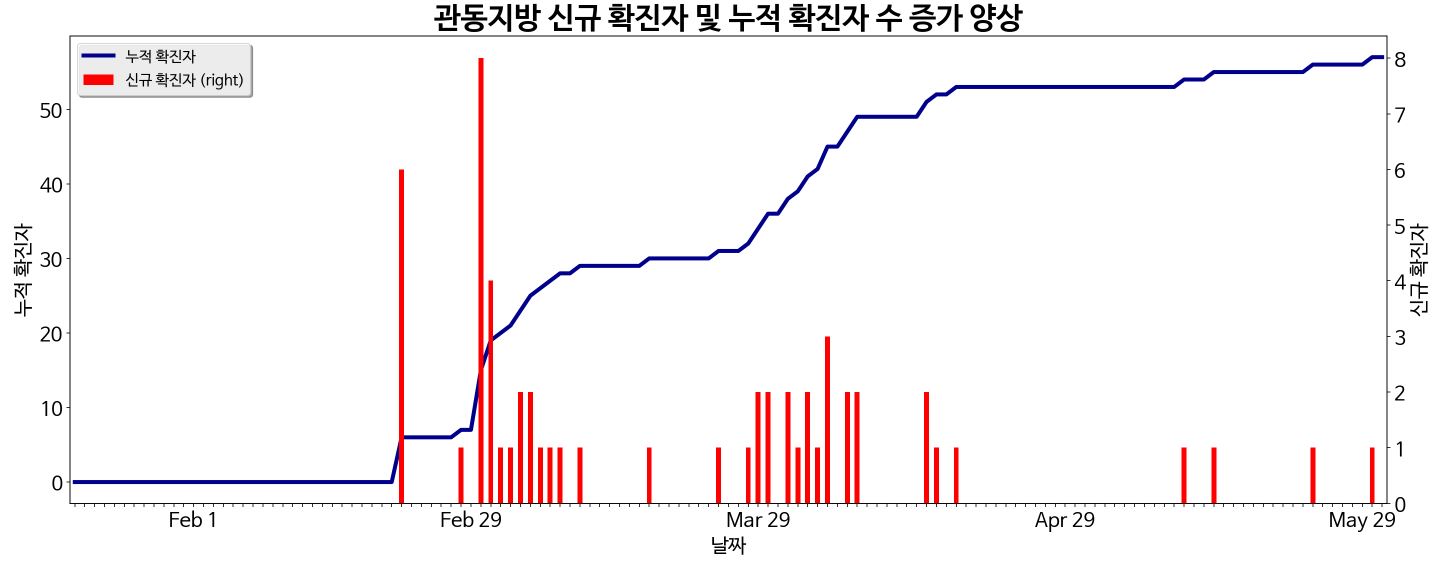 관동지방 신규 확진자 및 누적 확진자 수 증가 양상
누적 확진자
신규 확진자 (right)
누적 확진자
50
40
30
20
10
0
8
7
6
5
4
3
2
1
0
신규 확진자
Feb 1
Feb 29
Mar 29
Apr 29
May 29
날짜